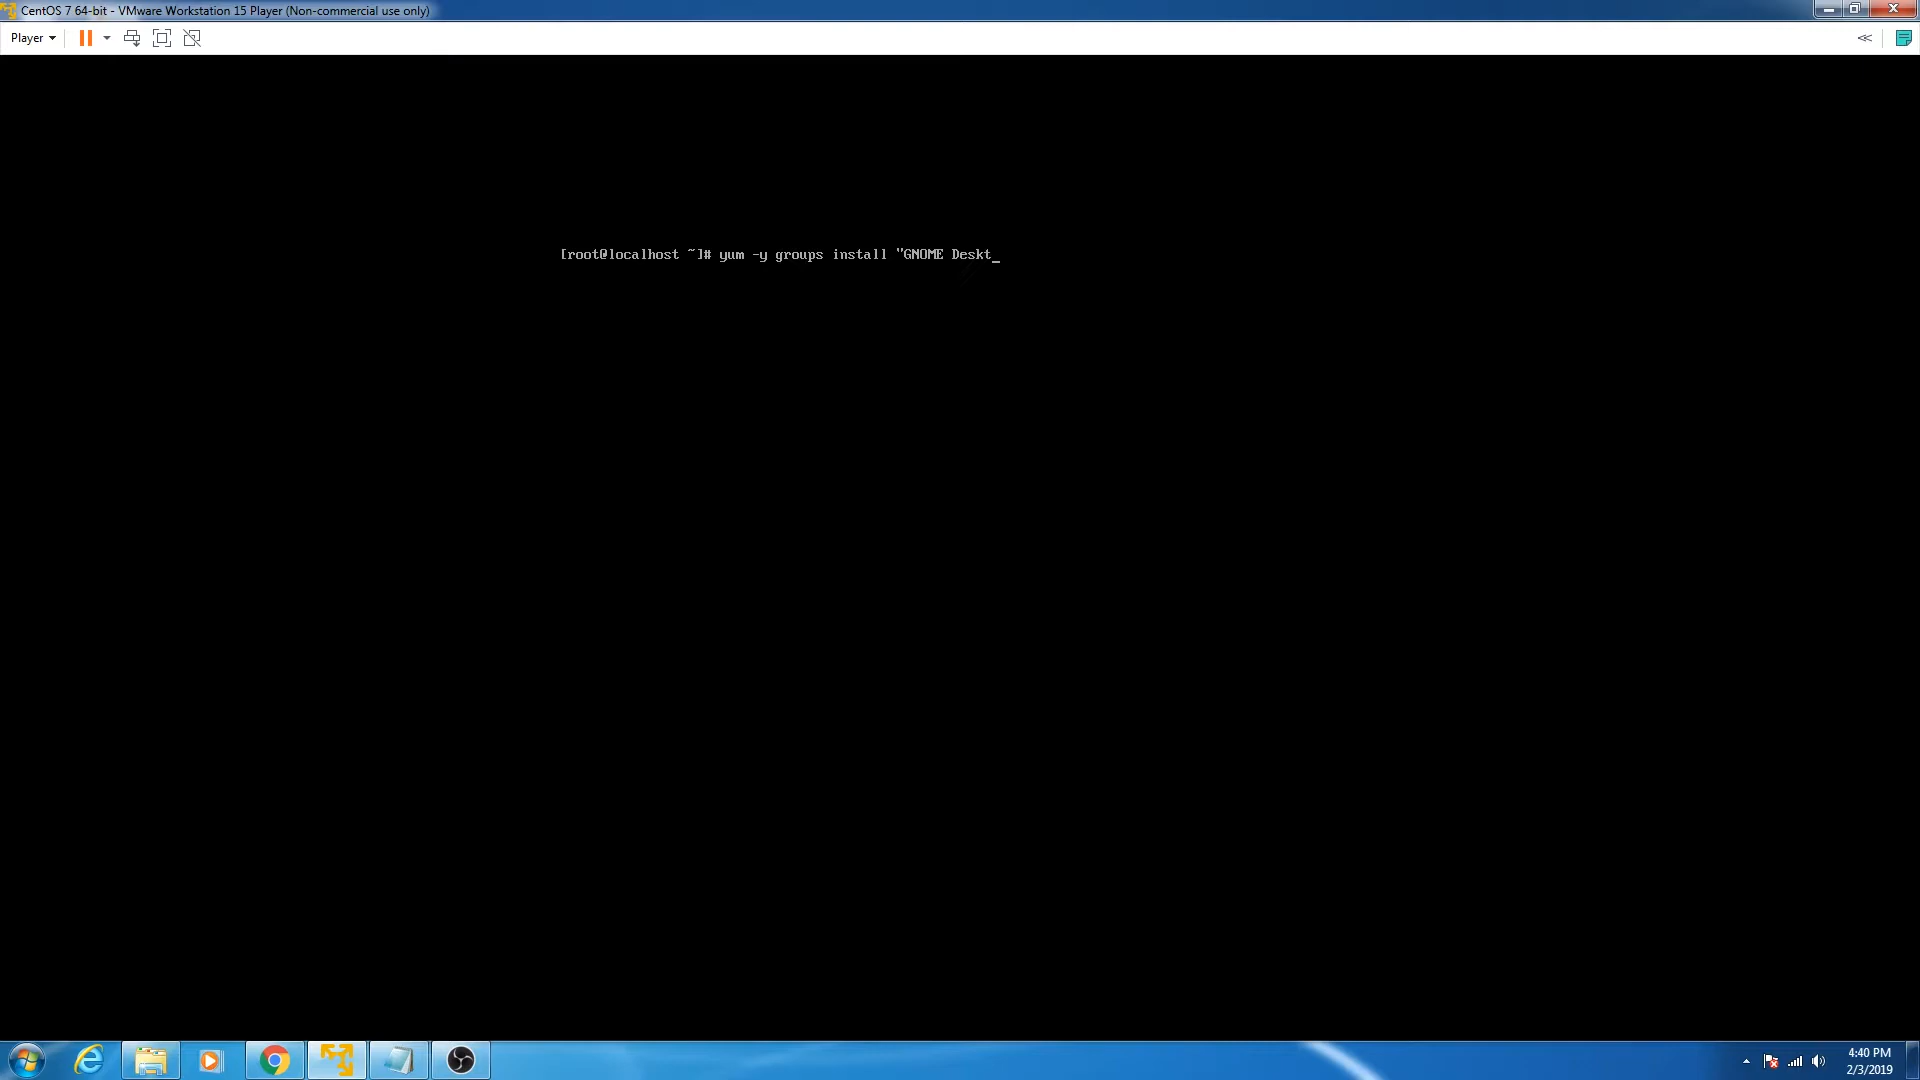 CentOS 7 64-bit - VMware Workstation 15 Player (Non-commercial use only)
Player
[root@localhost ~]# yum -y groups install "GNOME Deskt_
4:40 PM
2/3/2019